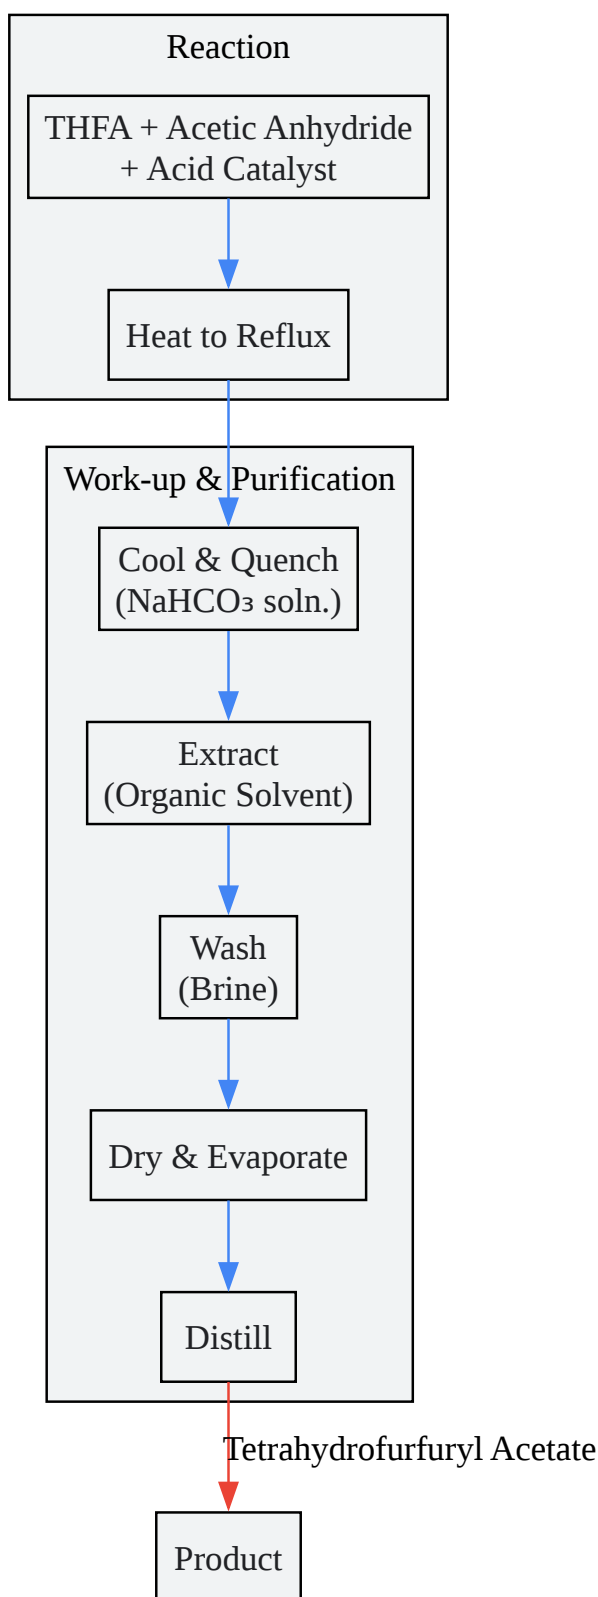 Reaction
THFA + Acetic Anhydride
+ Acid Catalyst
Heat to Reflux
Work-up & Purification
Cool & Quench
(NaHCO₃ soln.)
Extract
(Organic Solvent)
Wash
(Brine)
Dry & Evaporate
Distill
Tetrahydrofurfuryl Acetate
Product